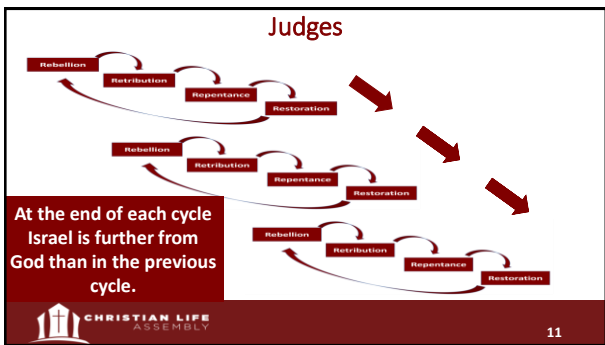 Judges
Rebellion
Retribution
Repentance
Restoration
Rebellion
Retribution
Repentance
Restoration
Rebellion
Retribution
Repentance
Restoration
At the end of each cycle
Israel is further from
God than in the previous
cycle.
CHRISTIAN LIFE
ASSEMBLY
11